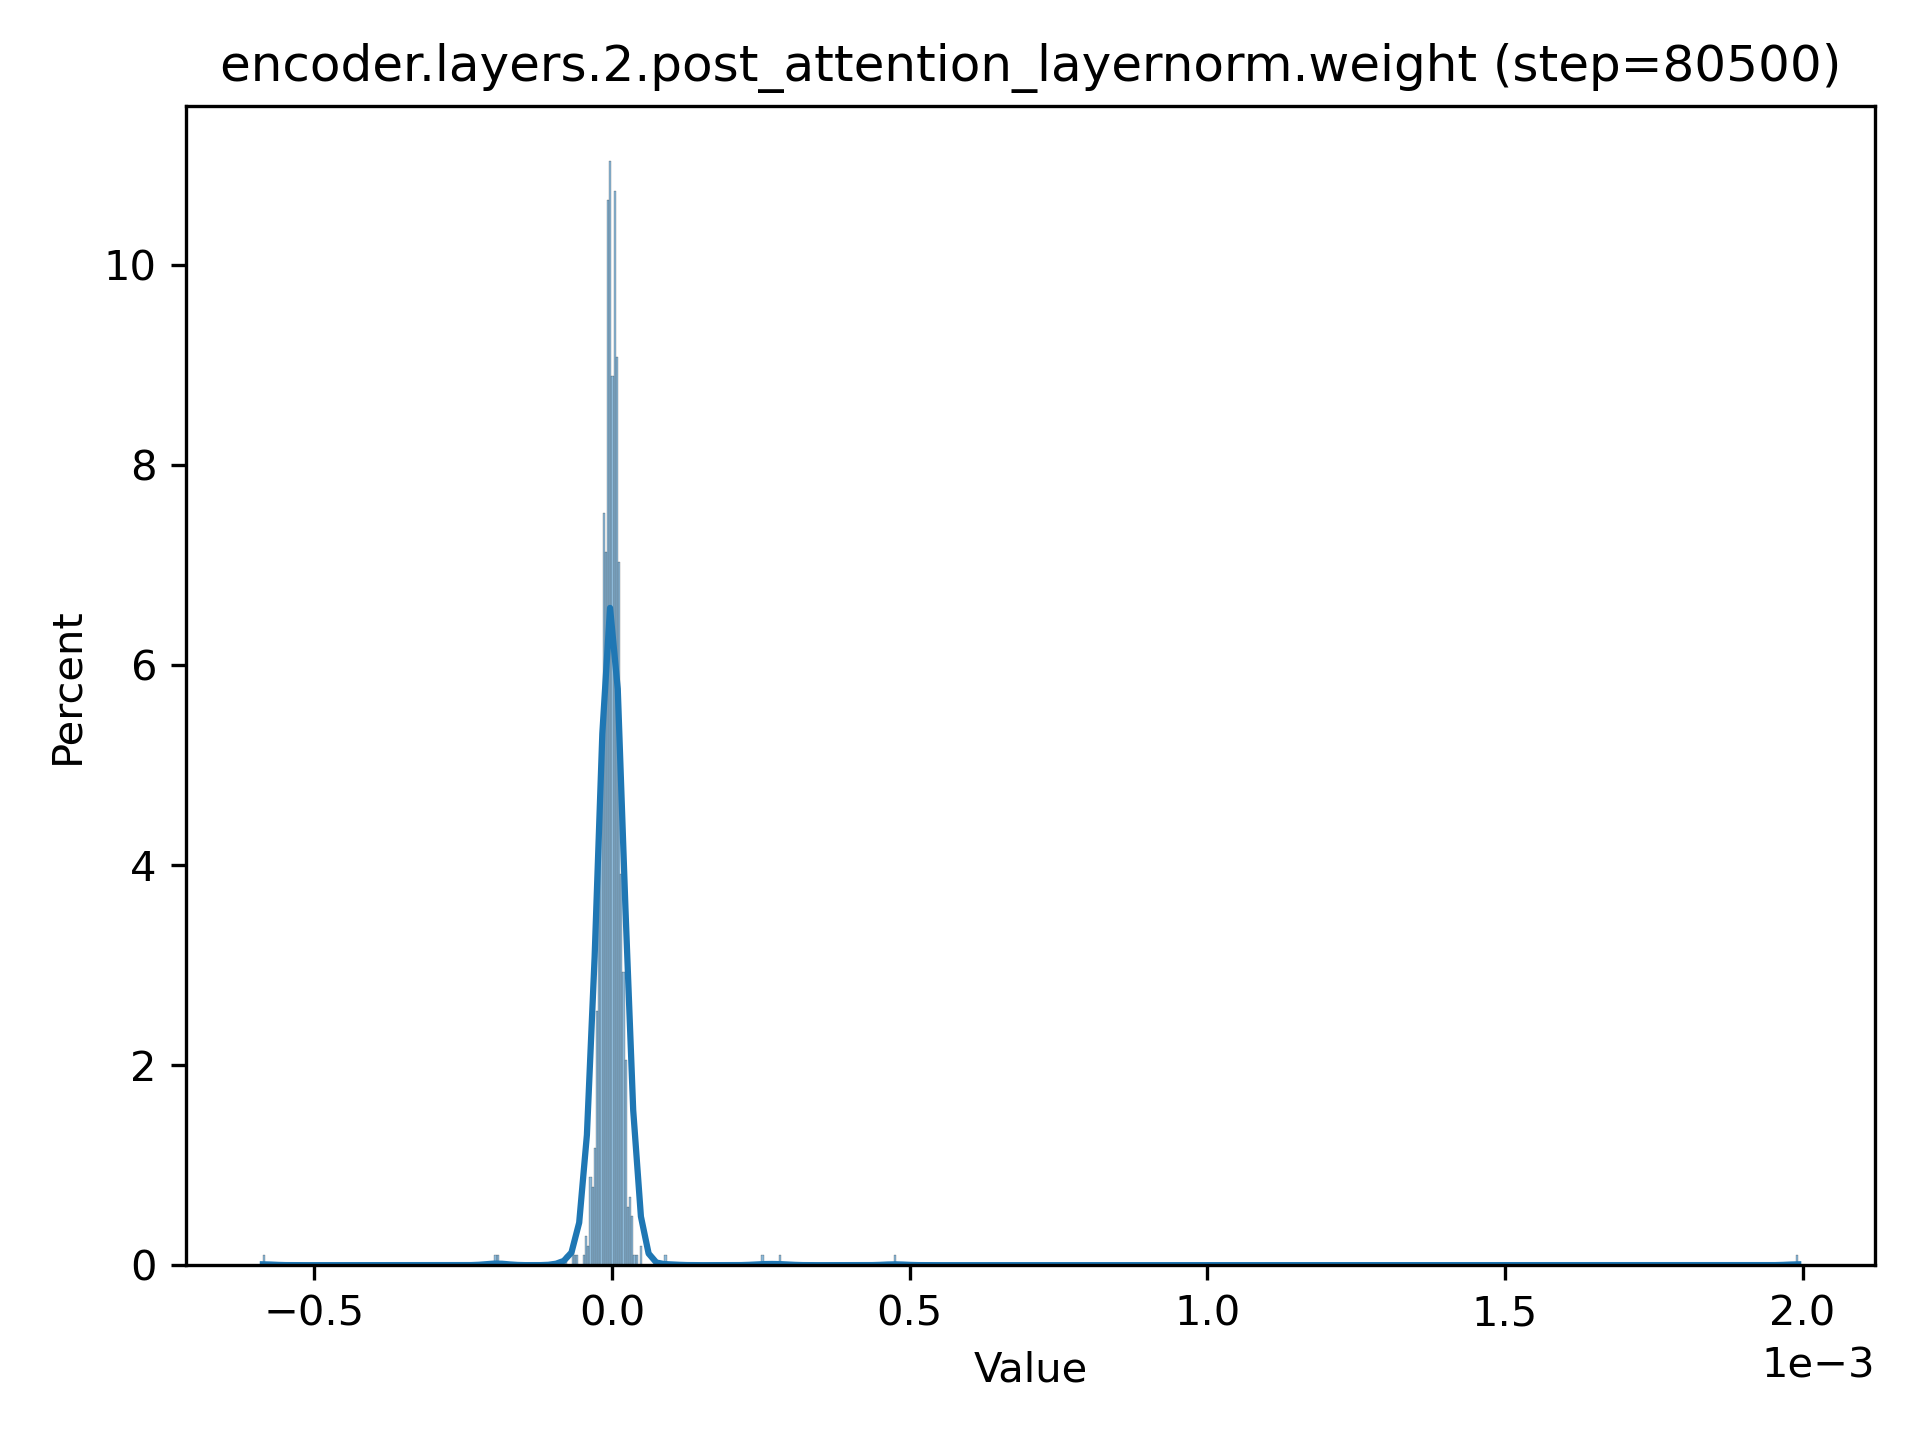 encoder.layers.2.post_attention_layernorm.weight (step=80500)
Percent
10
8
6
4
2
0
−0.5 0.0 0.5 1.0 1.5 2.0
1e−3
Value